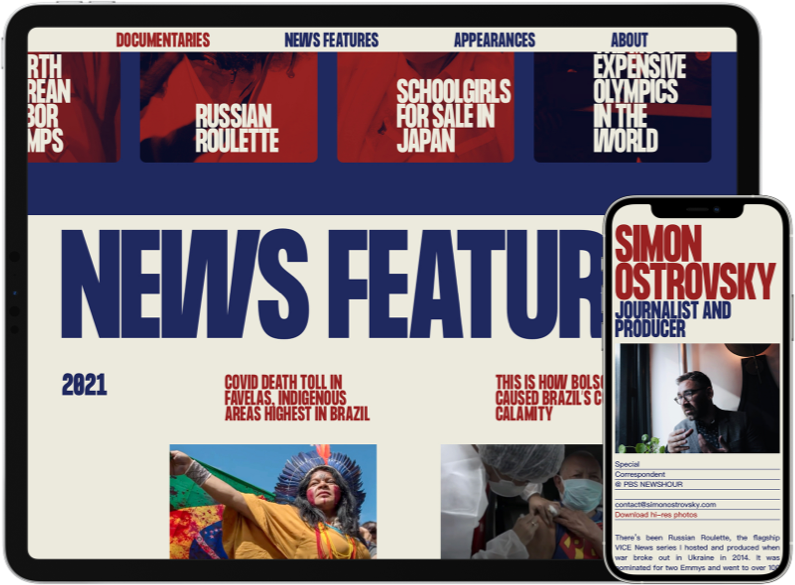 DOCUMENTARIES NEWS FEATURES APPEARANCES ABOUT
RUSSIAN
ROULETTE
SCHOOLGIRLS
FOR SALE IN
JAPAN
EXPENSIVE
OLYMPICS
IN THE
WORLD
RTH
REAN
BOR
MPS
NEWS FEATUR
2021
COVID DEATH TOLL IN
FAVELAS, INDIGENOUS
AREAS HIGHEST IN BRAZIL
THIS IS HOW BOLSO
CAUSED BRAZIL'S C
CALAMITY
SIMON
OSTROVSKY
JOURNALIST AND
PRODUCER
Special
Correspondent
@ PBS NEWSHOUR
contact@simonostrovsky.com
Download hi-res photos
There's been Russian Roulette, the flagship
VICE News series I hosted and produced when
war broke out in Ukraine in 2014. It was
nominated for two Emmys and went to over 100